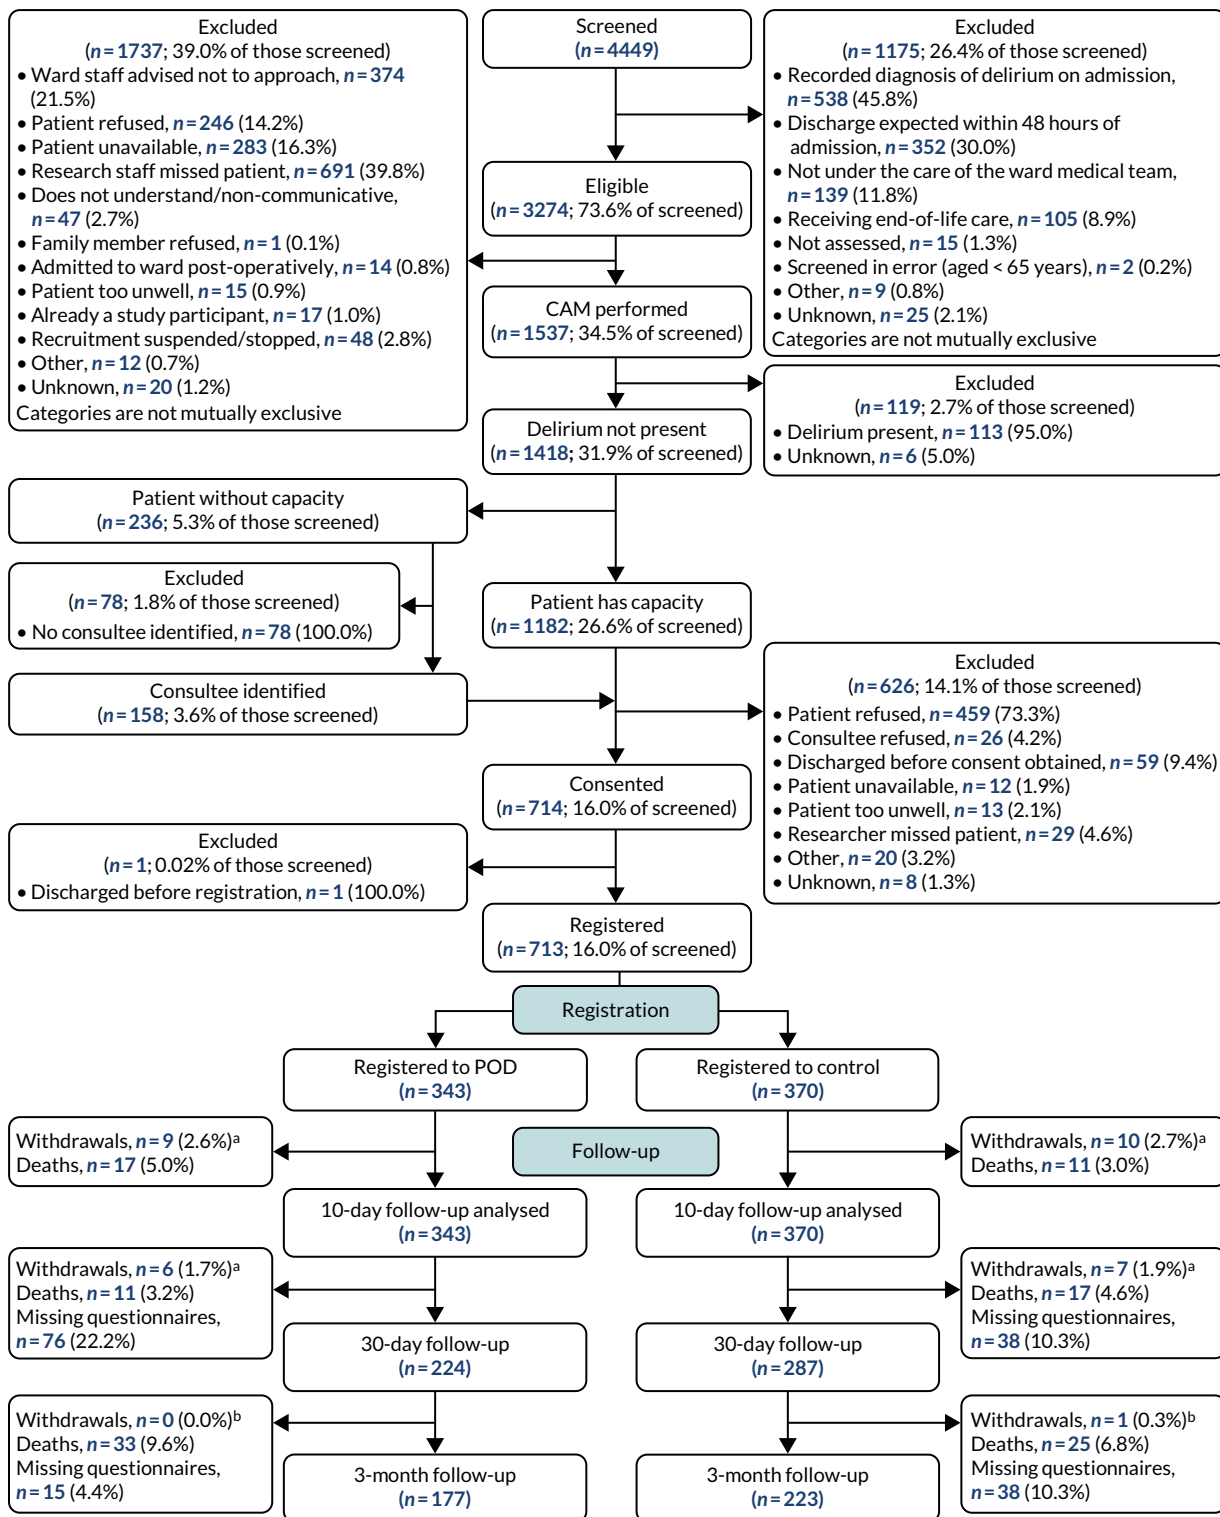 Excluded
(n=1737; 39.0% of those screened)
• Ward staff advised not to approach, n=374
(21.5%)
• Patient refused, n=246 (14.2%)
• Patient unavailable, n=283 (16.3%)
• Research staff missed patient, n=691 (39.8%)
• Does not understand/non-communicative,
n=47 (2.7%)
• Family member refused, n=1 (0.1%)
• Admitted to ward post-operatively, n=14 (0.8%)
• Patient too unwell, n=15 (0.9%)
• Already a study participant, n=17 (1.0%)
• Recruitment suspended/stopped, n=48 (2.8%)
• Other, n=12 (0.7%)
• Unknown, n=20 (1.2%)
Categories are not mutually exclusive
Screened
(n=4449)
Excluded
(n=1175; 26.4% of those screened)
• Recorded diagnosis of delirium on admission,
n=538 (45.8%)
• Discharge expected within 48 hours of
admission, n=352 (30.0%)
• Not under the care of the ward medical team,
n=139 (11.8%)
• Receiving end-of-life care, n=105 (8.9%)
• Not assessed, n=15 (1.3%)
• Screened in error (aged < 65 years), n=2 (0.2%)
• Other, n=9 (0.8%)
• Unknown, n=25 (2.1%)
Categories are not mutually exclusive
Eligible
(n=3274; 73.6% of screened)
CAM performed
(n=1537; 34.5% of screened)
Excluded
(n=119; 2.7% of those screened)
• Delirium present, n=113 (95.0%)
• Unknown, n=6 (5.0%)
Delirium not present
(n=1418; 31.9% of screened)
Patient without capacity
(n=236; 5.3% of those screened)
Excluded
(n=78; 1.8% of those screened)
• No consultee identified, n=78 (100.0%)
Patient has capacity
(n=1182; 26.6% of screened)
Consultee identified
(n=158; 3.6% of those screened)
Excluded
(n=626; 14.1% of those screened)
• Patient refused, n=459 (73.3%)
• Consultee refused, n=26 (4.2%)
• Discharged before consent obtained, n=59 (9.4%)
• Patient unavailable, n=12 (1.9%)
• Patient too unwell, n=13 (2.1%)
• Researcher missed patient, n=29 (4.6%)
• Other, n=20 (3.2%)
• Unknown, n=8 (1.3%)
Consented
(n=714; 16.0% of screened)
Excluded
(n=1; 0.02% of those screened)
• Discharged before registration, n=1 (100.0%)
Registered
(n=713; 16.0% of screened)
Registration
Registered to POD
(n=343)
Registered to control
(n=370)
Withdrawals, n=9 (2.6%)a
Deaths, n=17 (5.0%)
Follow-up
Withdrawals, n=10 (2.7%)a
Deaths, n=11 (3.0%)
10-day follow-up analysed
(n=343)
10-day follow-up analysed
(n=370)
Withdrawals, n=6 (1.7%)a
Deaths, n=11 (3.2%)
Missing questionnaires,
n=76 (22.2%)
Withdrawals, n=7 (1.9%)a
Deaths, n=17 (4.6%)
Missing questionnaires,
n=38 (10.3%)
30-day follow-up
(n=224)
30-day follow-up
(n=287)
Withdrawals, n=0 (0.0%)b
Deaths, n=33 (9.6%)
Missing questionnaires,
n=15 (4.4%)
Withdrawals, n=1 (0.3%)b
Deaths, n=25 (6.8%)
Missing questionnaires,
n=38 (10.3%)
3-month follow-up
(n=177)
3-month follow-up
(n=223)